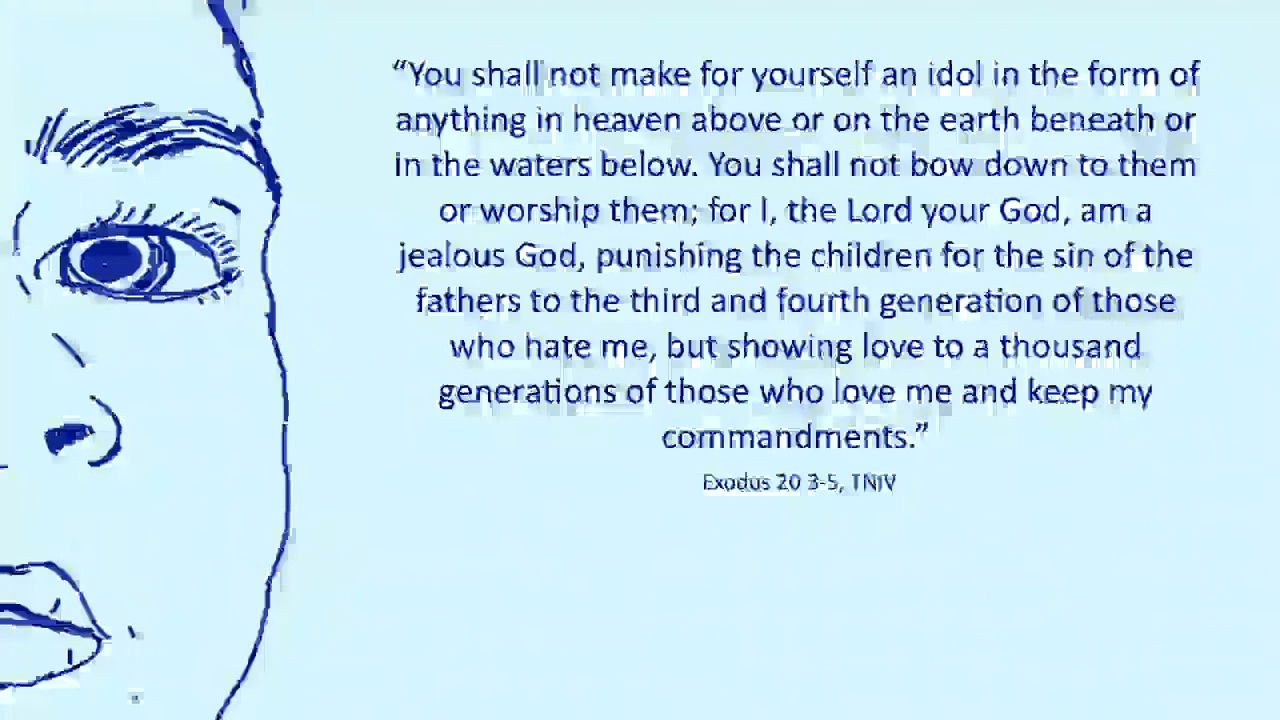 “You shall not make for yourself an idol in the form of
anything in heaven above or on the earth beneath or
in the waters below. You shall not bow down to them
or worship them; for I, the Lord your God, am a
jealous God, punishing the children for the sin of the
fathers to the third and fourth generation of those
who hate me, but showing love to a thousand
generations of those who love me and keep my
commandments.”
Exodus 20 3-5, TNIV